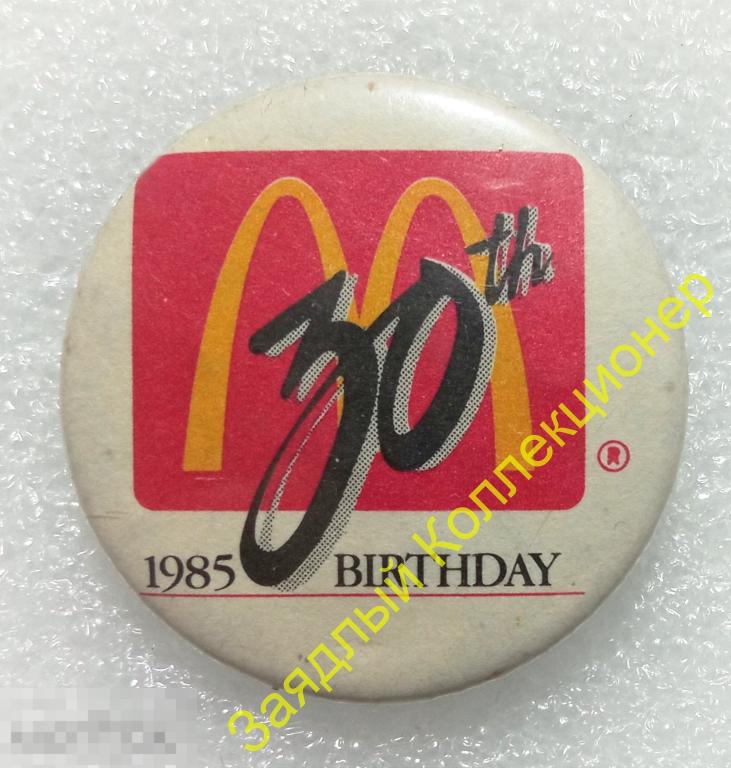 30th
®
1985 BIRTHDAY
Заядлый Коллекционер